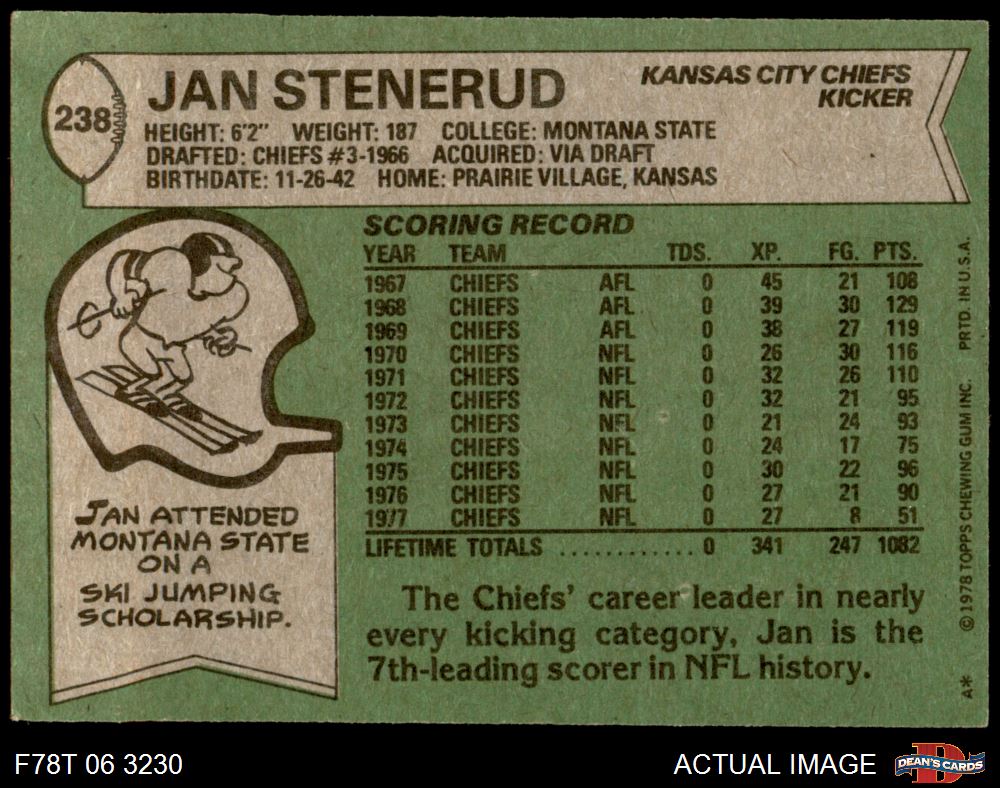 238
JAN STENERUD
KANSAS CITY CHIEFS
KICKER
HEIGHT: 6'2" WEIGHT: 187 COLLEGE: MONTANA STATE
DRAFTED: CHIEFS #3-1966 ACQUIRED: VIA DRAFT
BIRTHDATE: 11-26-42 HOME: PRAIRIE VILLAGE, KANSAS
SCORING RECORD
YEAR TEAM TDS. XP. FG. PTS.
1967 CHIEFS AFL 0 45 21 108
1968 CHIEFS AFL 0 39 30 129
1969 CHIEFS AFL 0 38 27 119
1970 CHIEFS NFL 0 26 30 116
1971 CHIEFS NFL 0 32 26 110
1972 CHIEFS NFL 0 32 21 95
1973 CHIEFS NFL 0 21 24 93
1974 CHIEFS NFL 0 24 17 75
1975 CHIEFS NFL 0 30 22 96
1976 CHIEFS NFL 0 27 21 90
1977 CHIEFS NFL 0 27 8 51
LIFETIME TOTALS ............ 0 341 247 1082
JAN ATTENDED
MONTANA STATE
ON A
SKI JUMPING
SCHOLARSHIP.
The Chiefs' career leader in nearly
every kicking category, Jan is the
7th-leading scorer in NFL history.
A* ©1978 TOPPS CHEWING GUM INC. PRTD. IN U.S.A.
F78T 06 3230
ACTUAL IMAGE
D
DEAN'S CARDS